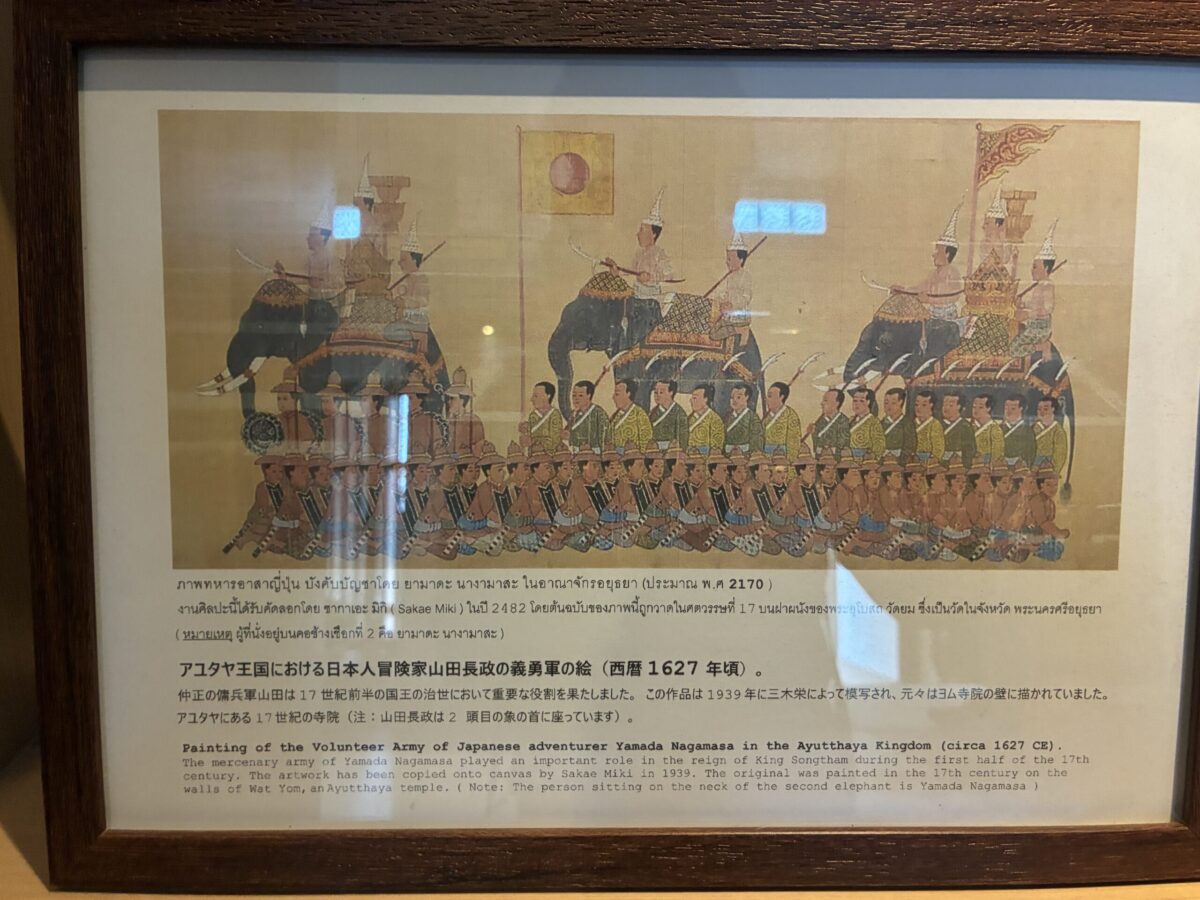 ภาพทหารอาสาญี่ปุ่น บังคับบัญชาโดย ยามาดะ นางามาสะ ในอาณาจักรอยุธยา (ประมาณ พ.ศ 2170 )
งานศิลปะนี้ได้รับคัดลอกโดย ซากาเอะ มิกิ ( Sakae Miki ) ในปี 2482 โดยต้นฉบับของภาพนี้ถูกวาดในศตวรรษที่ 17 บนฝาผนังของพระอุโบสถ วัดยม ซึ่งเป็นวัดในจังหวัด พระนครศรีอยุธยา
( หมายเหตุ ผู้ที่นั่งอยู่บนคอช้างเชือกที่ 2 คือ ยามาดะ นางามาสะ )
アユタヤ王国における日本人冒険家山田長政の義勇軍の絵（西暦 1627 年頃）。
仲正の傭兵軍山田は 17 世紀前半の国王の治世において重要な役割を果たしました。 この作品は 1939 年に三木栄によって模写され、元々はヨム寺院の壁に描かれていました。
アユタヤにある 17 世紀の寺院（注：山田長政は 2 頭目の象の首に座っています）。
Painting of the Volunteer Army of Japanese adventurer Yamada Nagamasa in the Ayutthaya Kingdom (circa 1627 CE).
The mercenary army of Yamada Nagamasa played an important role in the reign of King Songtham during the first half of the 17th
century. The artwork has been copied onto canvas by Sakae Miki in 1939. The original was painted in the 17th century on the
walls of Wat Yom, an Ayutthaya temple. ( Note: The person sitting on the neck of the second elephant is Yamada Nagamasa )